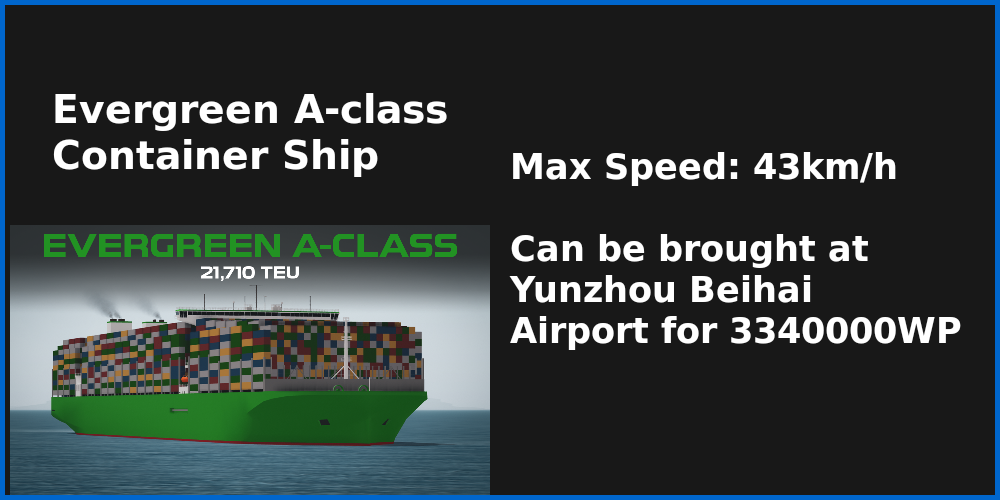 Evergreen A-class
Container Ship
EVERGREEN A-CLASS
21,710 TEU
Max Speed: 43km/h
Can be brought at
Yunzhou Beihai
Airport for 3340000WP